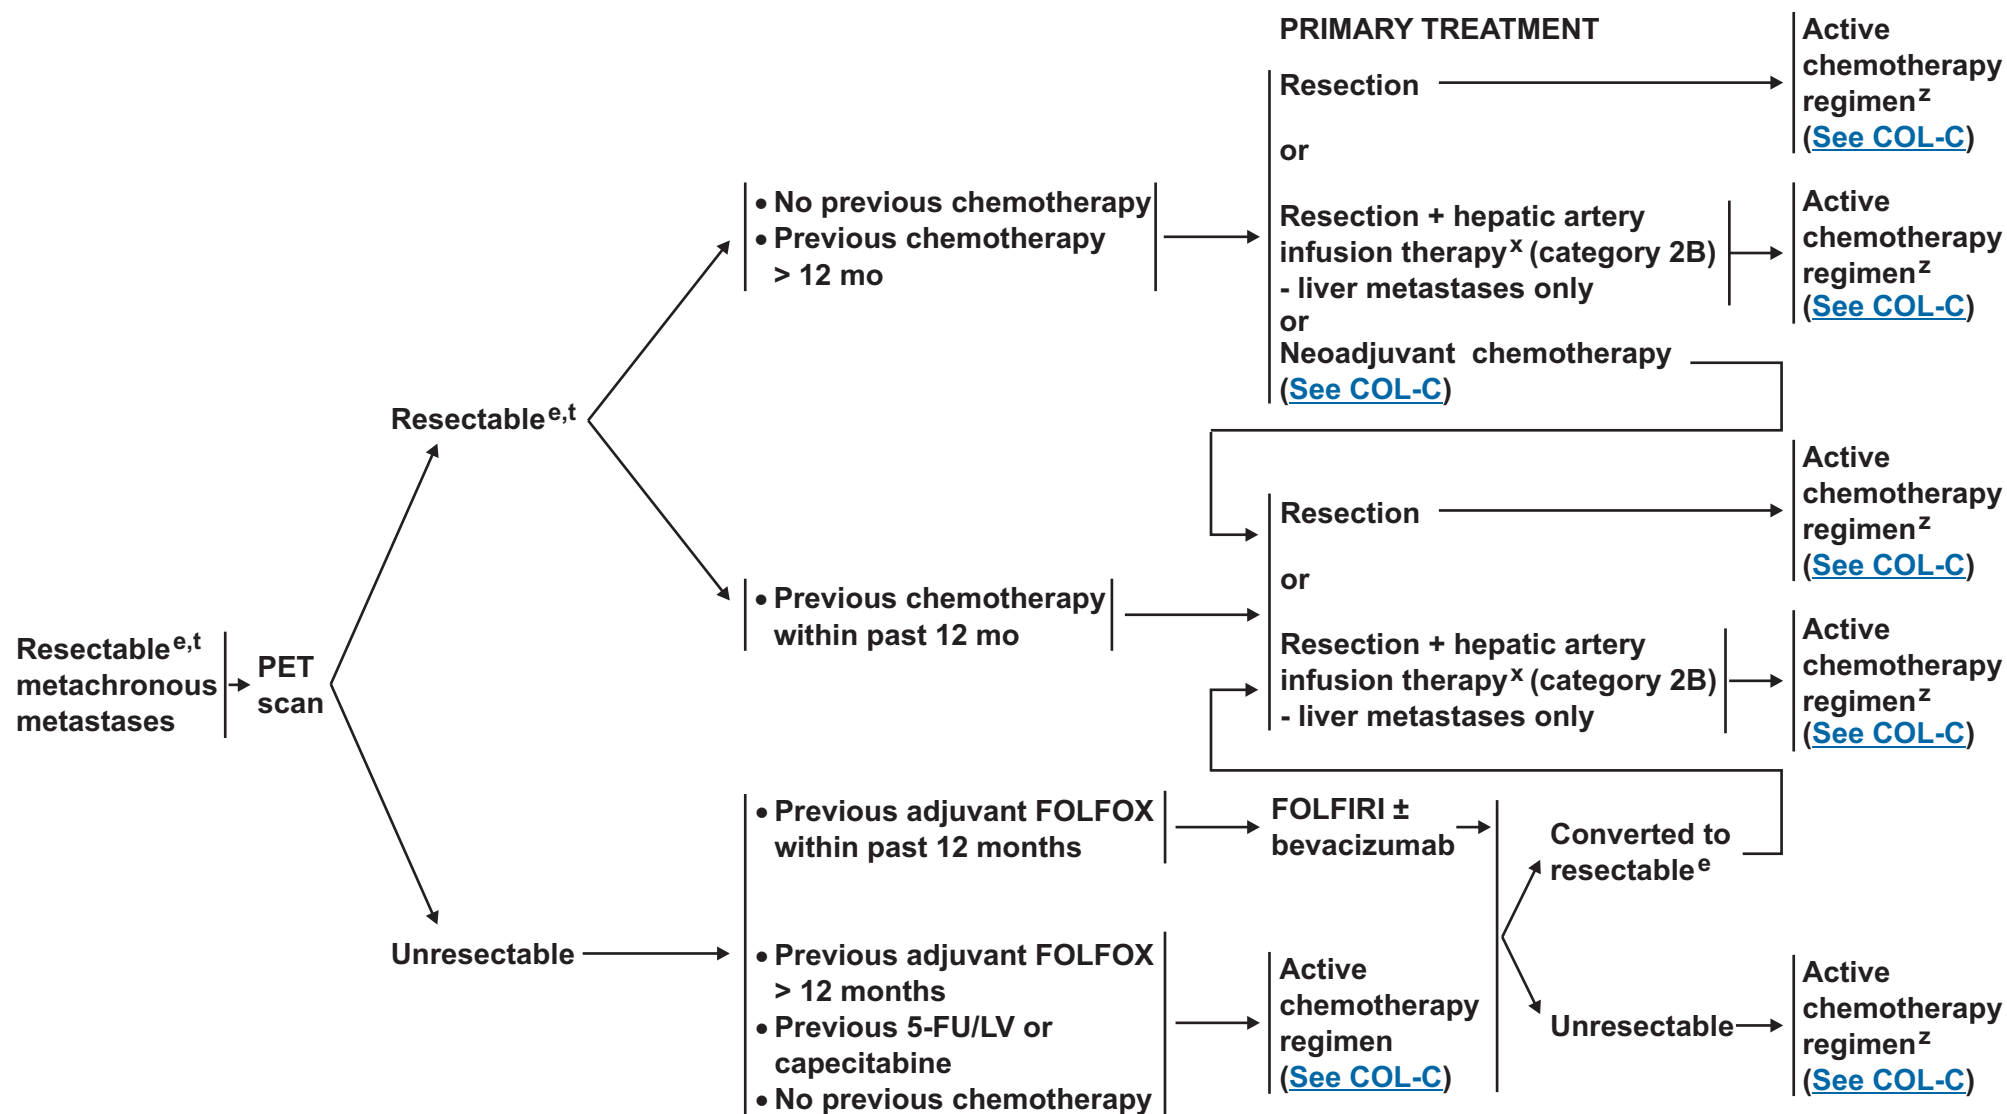 PRIMARY TREATMENT
Resection
or
Resection + hepatic artery
infusion therapyˣ (category 2B)
- liver metastases only
or
Neoadjuvant chemotherapy
(See COL-C)
Active
chemotherapy
regimenᶻ
(See COL-C)
Active
chemotherapy
regimenᶻ
(See COL-C)
• No previous chemotherapy
• Previous chemotherapy
> 12 mo
Resectableᵉ,ᵗ
• Previous chemotherapy
within past 12 mo
Resection
or
Resection + hepatic artery
infusion therapyˣ (category 2B)
- liver metastases only
Active
chemotherapy
regimenᶻ
(See COL-C)
Active
chemotherapy
regimenᶻ
(See COL-C)
Resectableᵉ,ᵗ
metachronous
metastases
PET
scan
Unresectable
• Previous adjuvant FOLFOX
within past 12 months
FOLFIRI ±
bevacizumab
• Previous adjuvant FOLFOX
> 12 months
• Previous 5-FU/LV or
capecitabine
• No previous chemotherapy
Active
chemotherapy
regimen
(See COL-C)
Converted to
resectableᵉ
Unresectable
Active
chemotherapy
regimenᶻ
(See COL-C)